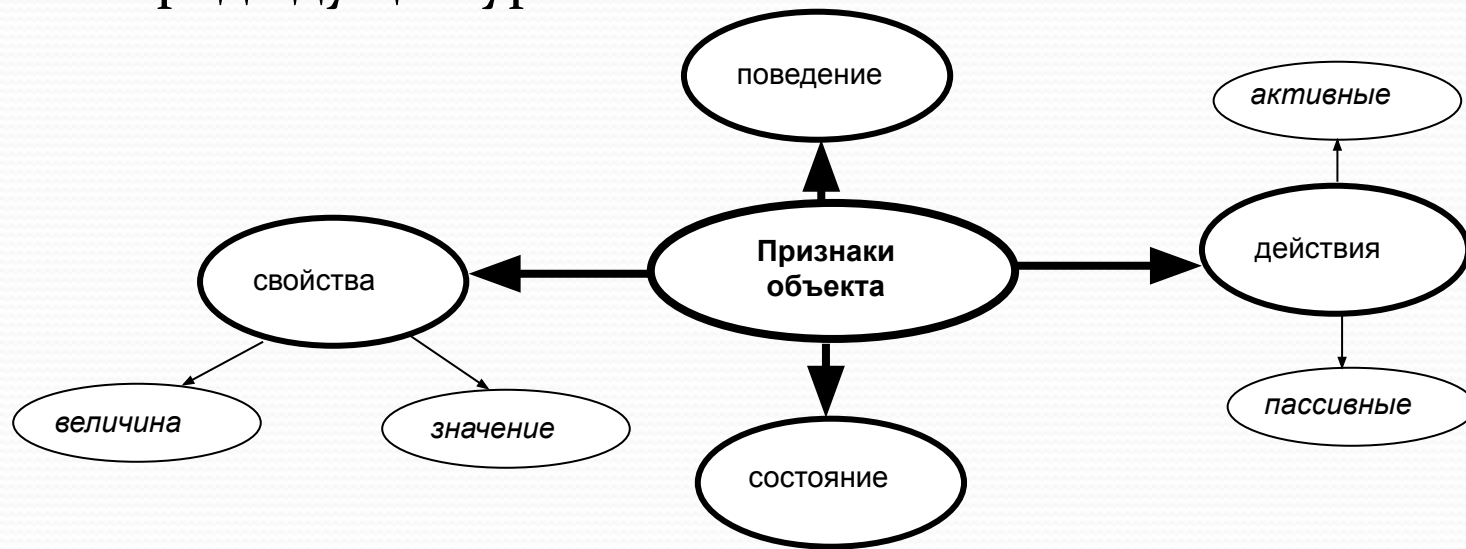 поведение
активные
Признаки
объекта
действия
свойства
величина
значение
пассивные
состояние